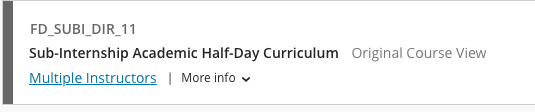 FD_SUBI_DIR_11
Sub-Internship Academic Half-Day Curriculum Original Course View
Multiple Instructors | More info